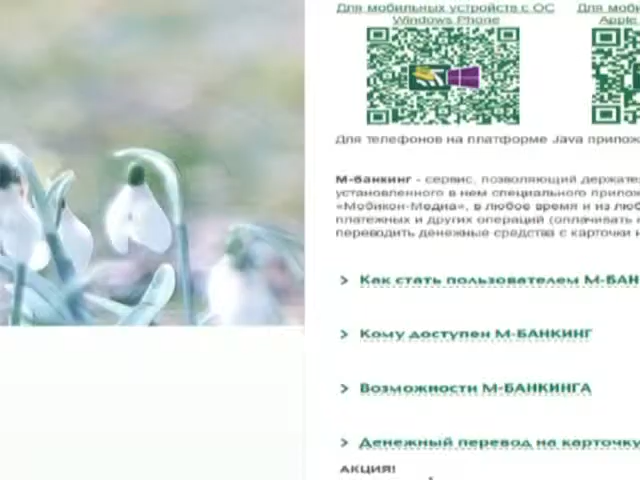 Для мобильных устройств с ОС
Windows Phone
Для моби
Apple
Для телефонов на платформе Java прилож
М-банкинг - сервис, позволяющий держате
установленного в нем специального прилож
«Мобикон-Медиа», в любое время и из люб
платежных и других операций (оплачивать
переводить денежные средства с карточки н
Как стать пользователем М-БАН
Кому доступен М-БАНКИНГ
Возможности М-БАНКИНГА
Денежный перевод на карточку
АКЦИЯ!